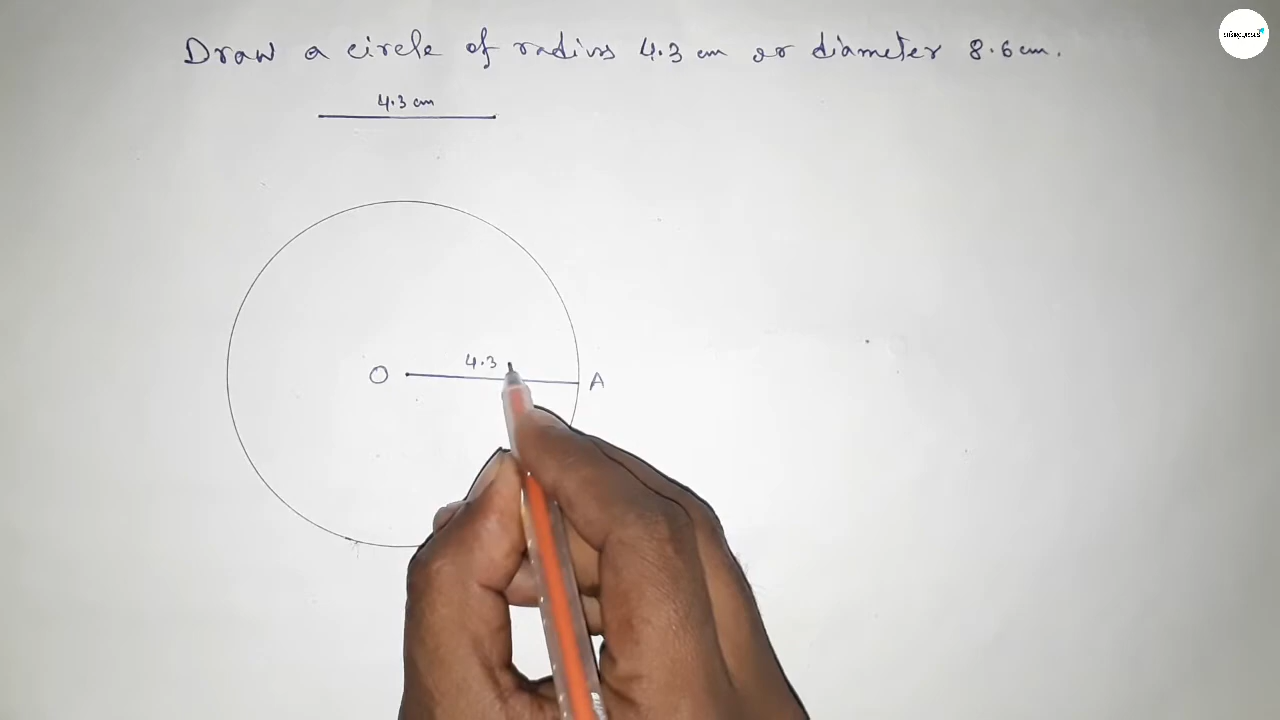 Draw a circle of radius 4.3 cm or diameter 8.6 cm.
4.3 cm
4.3
O A